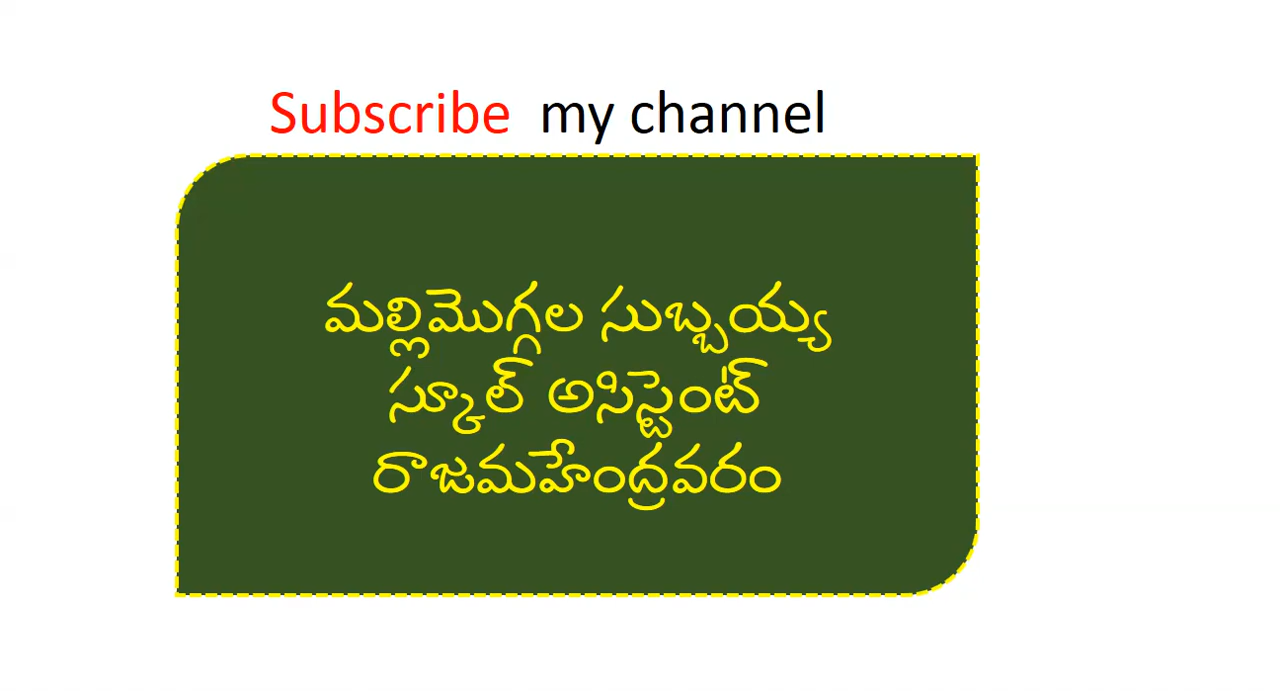 Subscribe my channel
మల్లిమొగ్గల సుబ్బయ్య
స్కూల్ అసిస్టెంట్
రాజమహేంద్రవరం